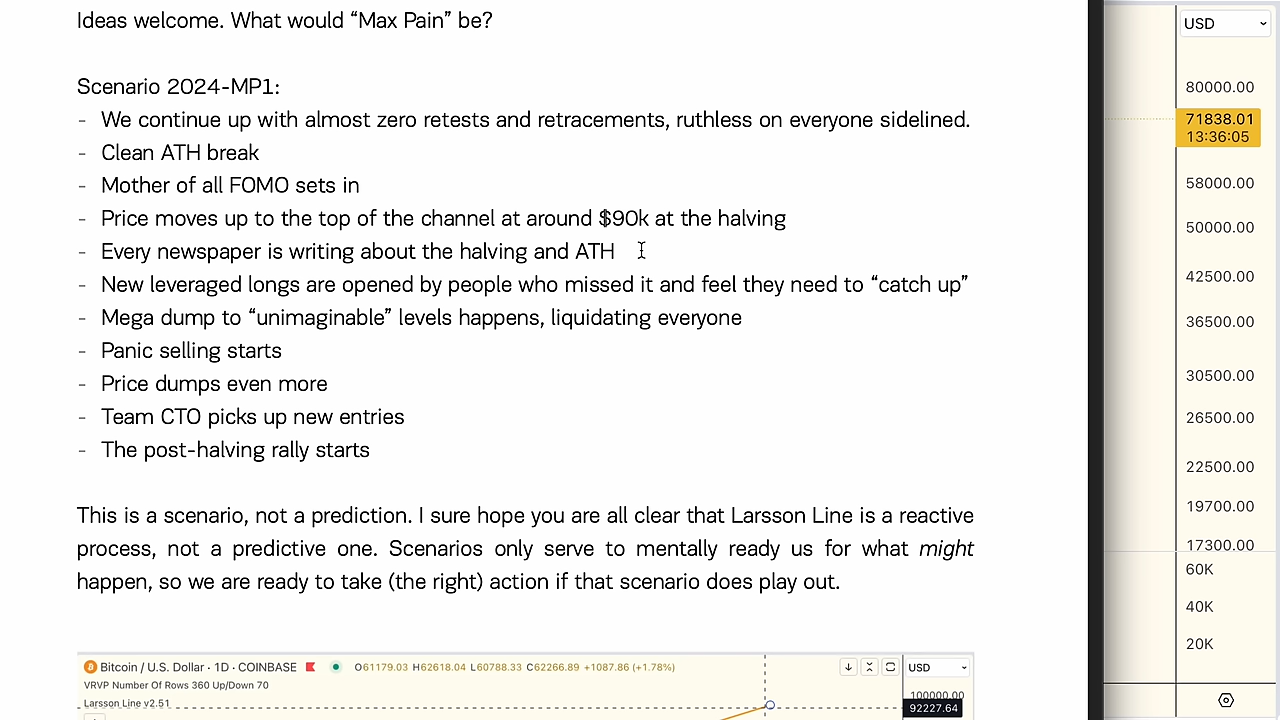 Ideas welcome. What would “Max Pain” be?
Scenario 2024-MP1:
- We continue up with almost zero retests and retracements, ruthless on everyone sidelined.
- Clean ATH break
- Mother of all FOMO sets in
- Price moves up to the top of the channel at around $90k at the halving
- Every newspaper is writing about the halving and ATH
- New leveraged longs are opened by people who missed it and feel they need to “catch up”
- Mega dump to “unimaginable” levels happens, liquidating everyone
- Panic selling starts
- Price dumps even more
- Team CTO picks up new entries
- The post-halving rally starts
This is a scenario, not a prediction. I sure hope you are all clear that Larsson Line is a reactive
process, not a predictive one. Scenarios only serve to mentally ready us for what might
happen, so we are ready to take (the right) action if that scenario does play out.
Bitcoin / U.S. Dollar · 1D · COINBASE O61179.03 H62618.04 L60788.33 C62266.89 +1087.86 (+1.78%)
USD
VRVP Number Of Rows 360 Up/Down 70
Larsson Line v2.51
100000.00
92227.64
USD
80000.00
71838.01
13:36:05
58000.00
50000.00
42500.00
36500.00
30500.00
26500.00
22500.00
19700.00
17300.00
60K
40K
20K